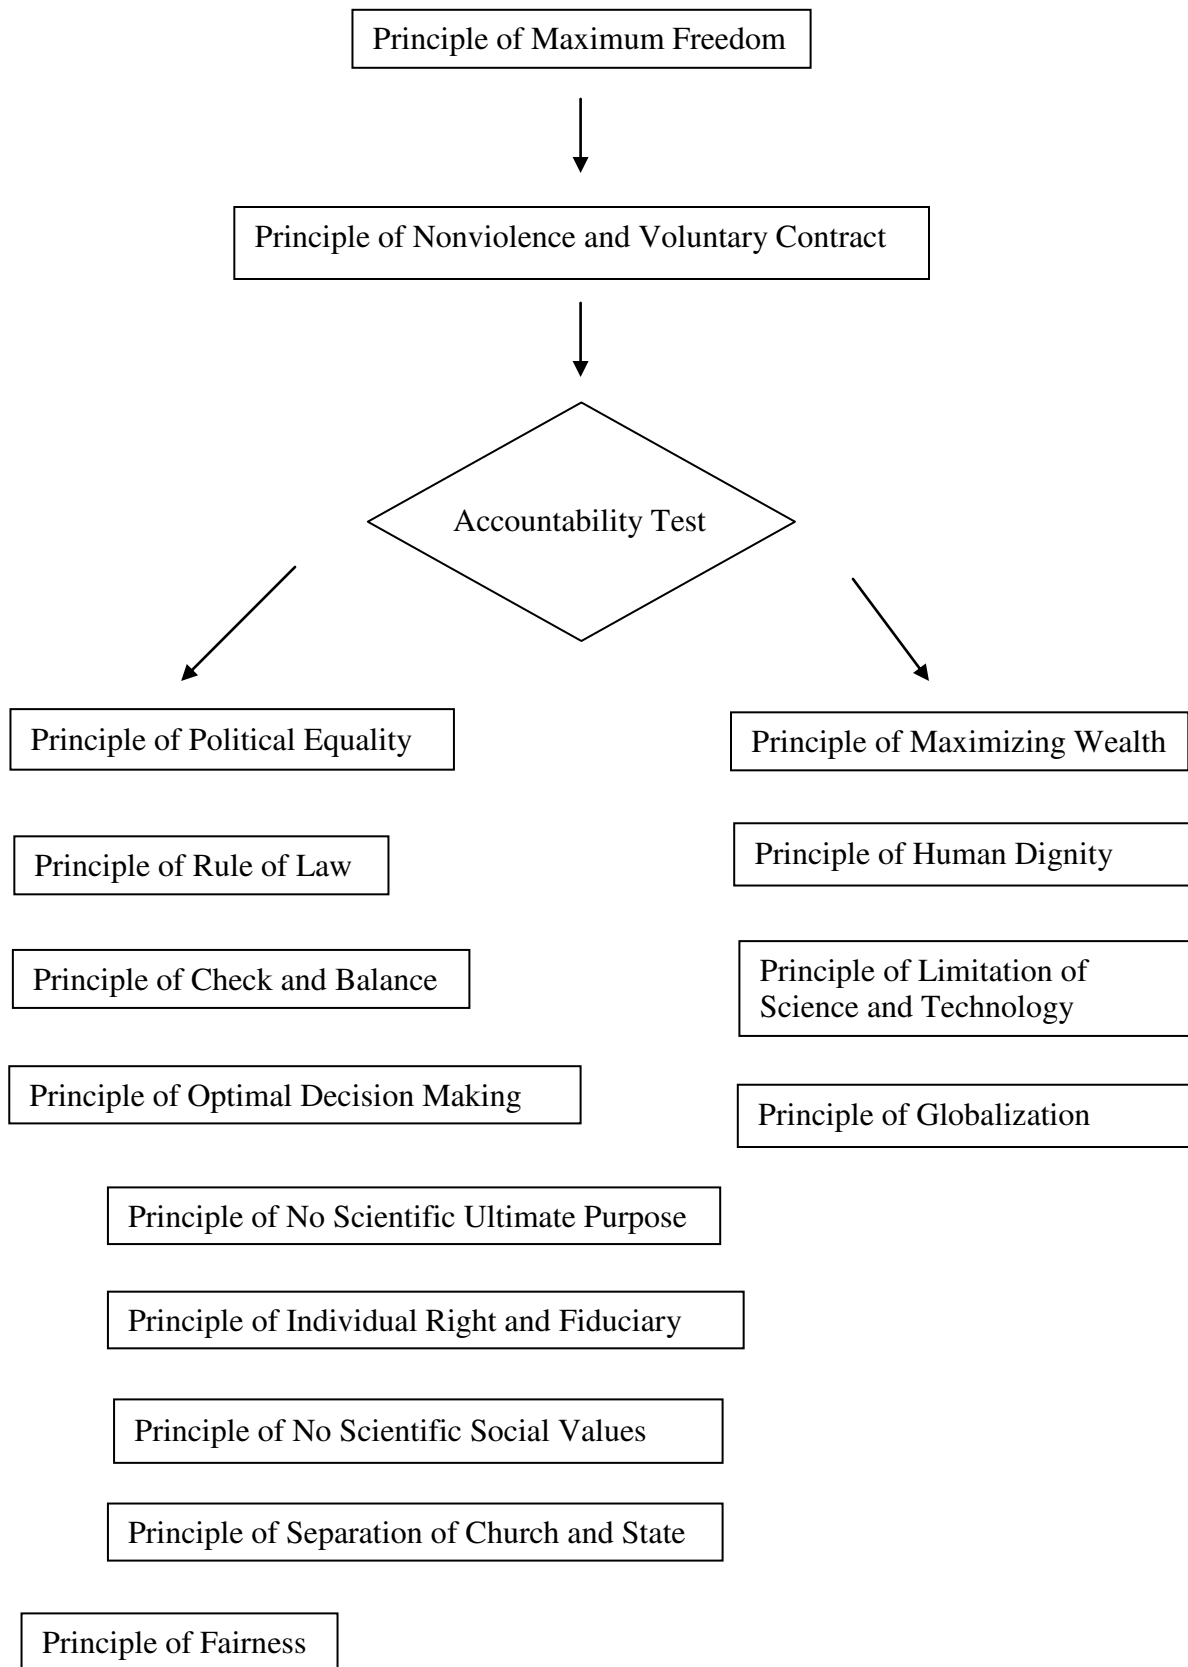 Principle of Maximum Freedom
Principle of Nonviolence and Voluntary Contract
Accountability Test
Principle of Political Equality
Principle of Rule of Law
Principle of Check and Balance
Principle of Optimal Decision Making
Principle of Maximizing Wealth
Principle of Human Dignity
Principle of Limitation of
Science and Technology
Principle of Globalization
Principle of No Scientific Ultimate Purpose
Principle of Individual Right and Fiduciary
Principle of No Scientific Social Values
Principle of Separation of Church and State
Principle of Fairness